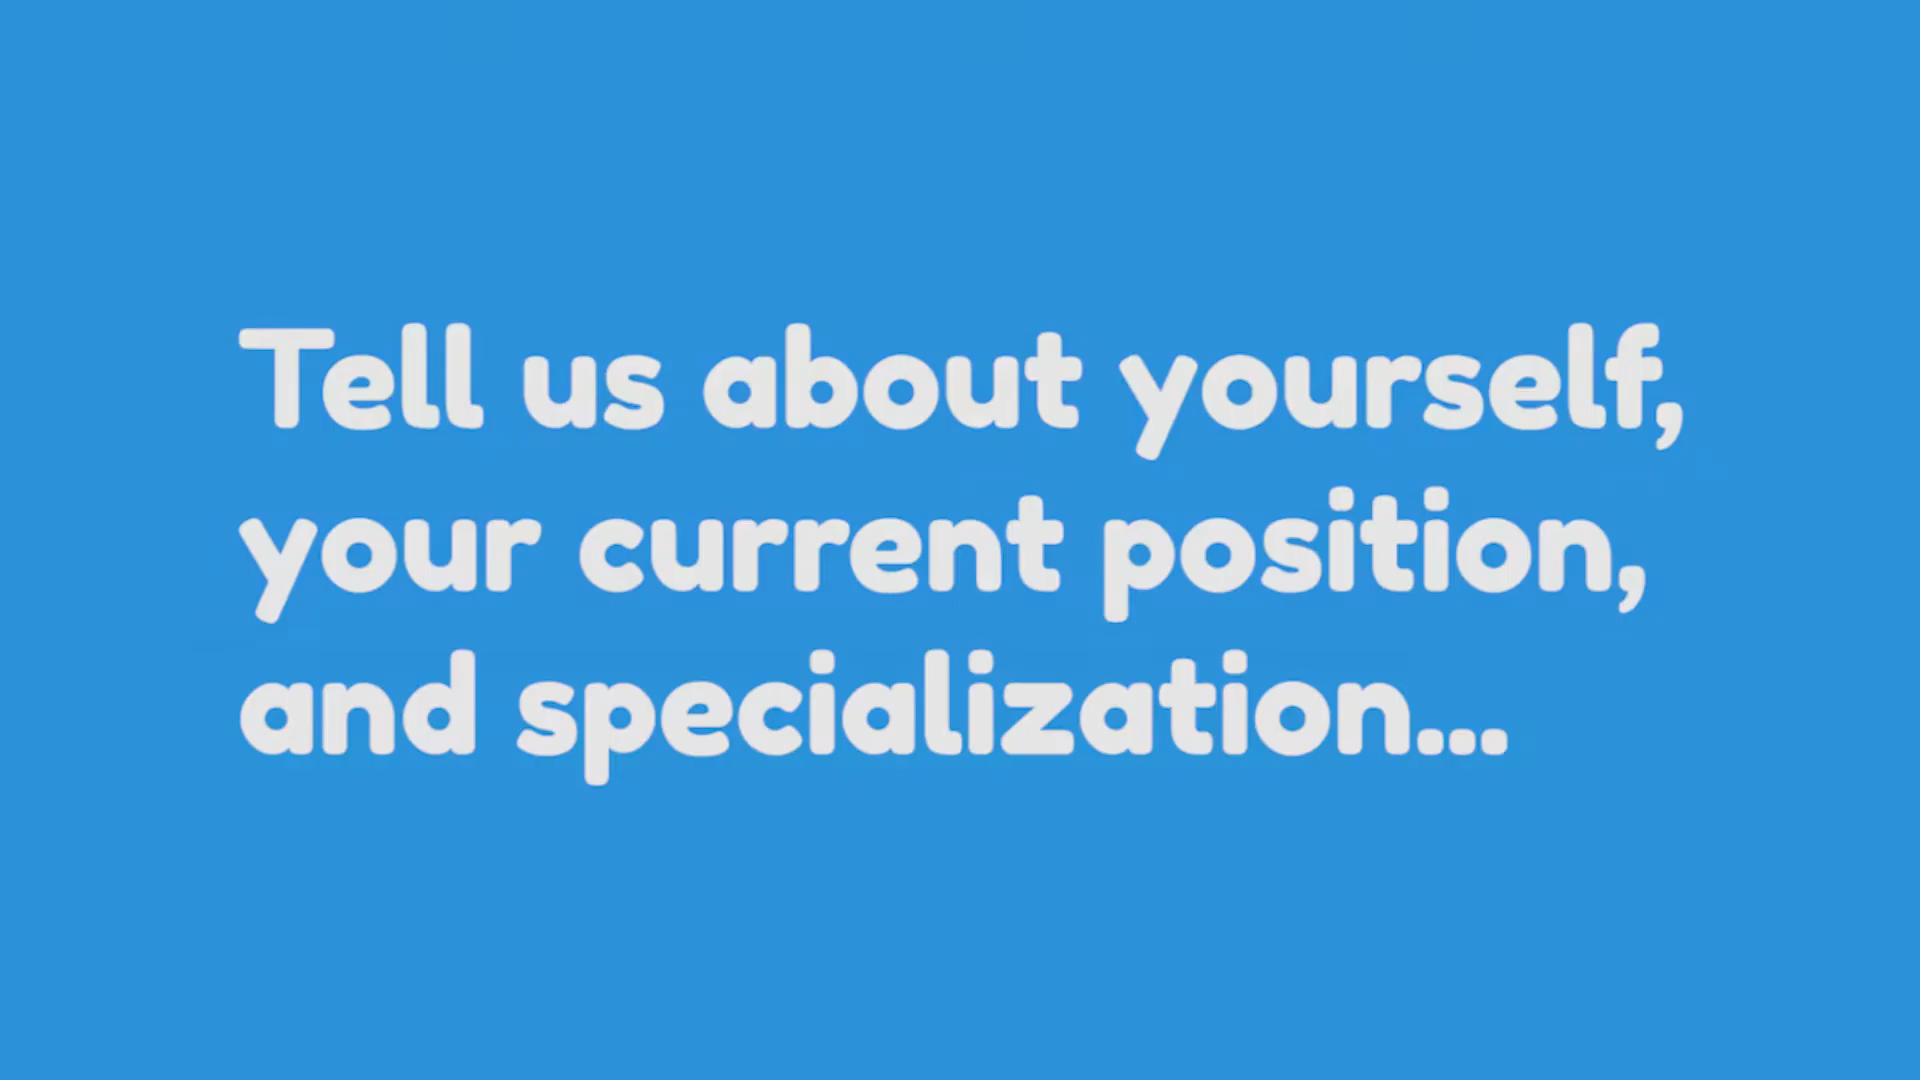 Tell us about yourself,
your current position,
and specialization...